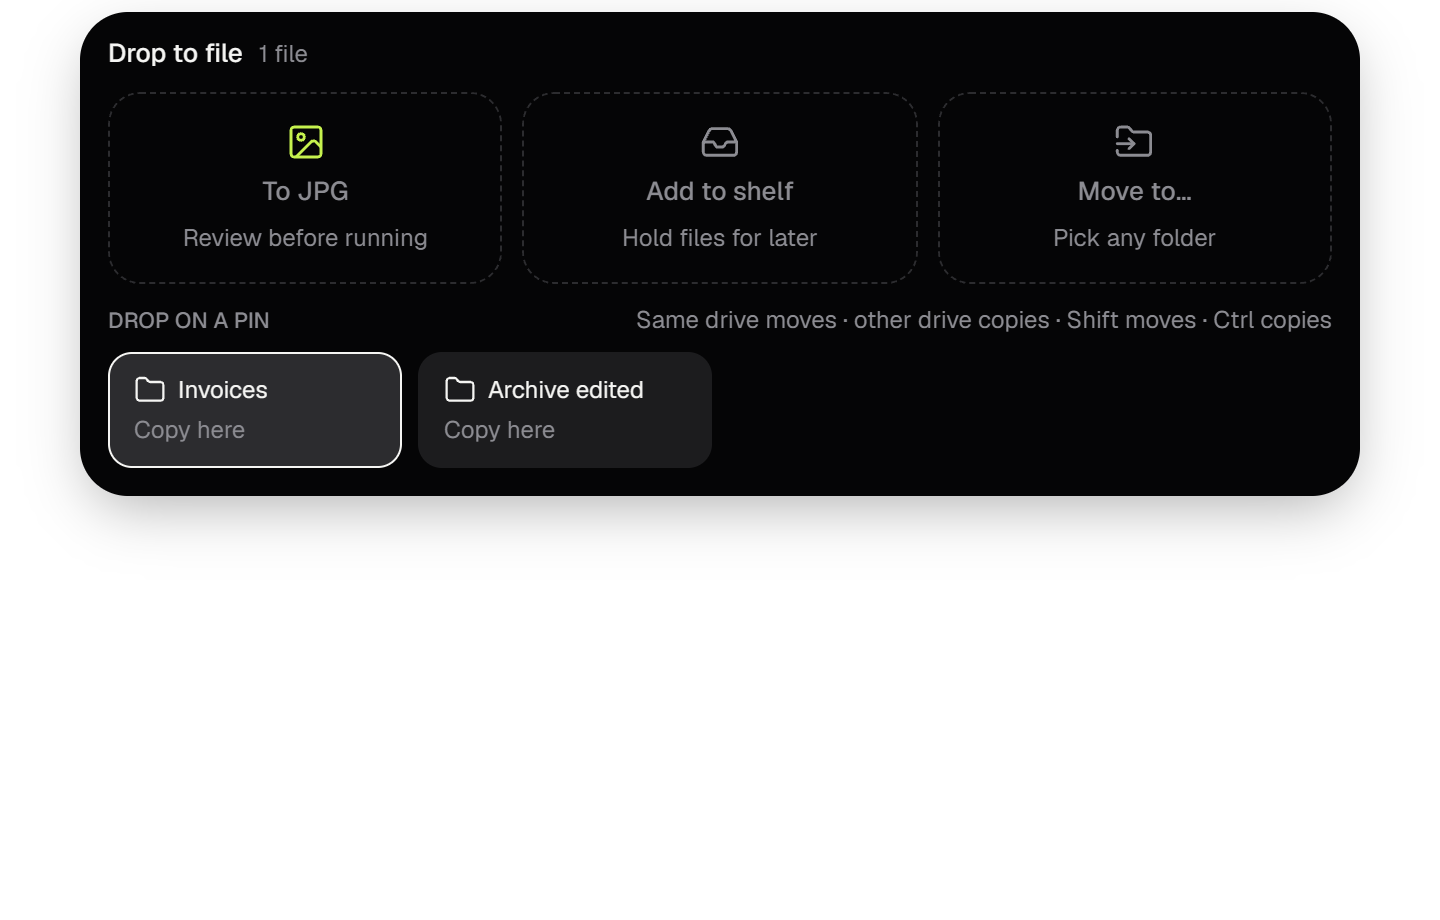 Drop to file 1 file
To JPG
Review before running
Add to shelf
Hold files for later
Move to...
Pick any folder
DROP ON A PIN
Same drive moves · other drive copies · Shift moves · Ctrl copies
Invoices
Copy here
Archive edited
Copy here